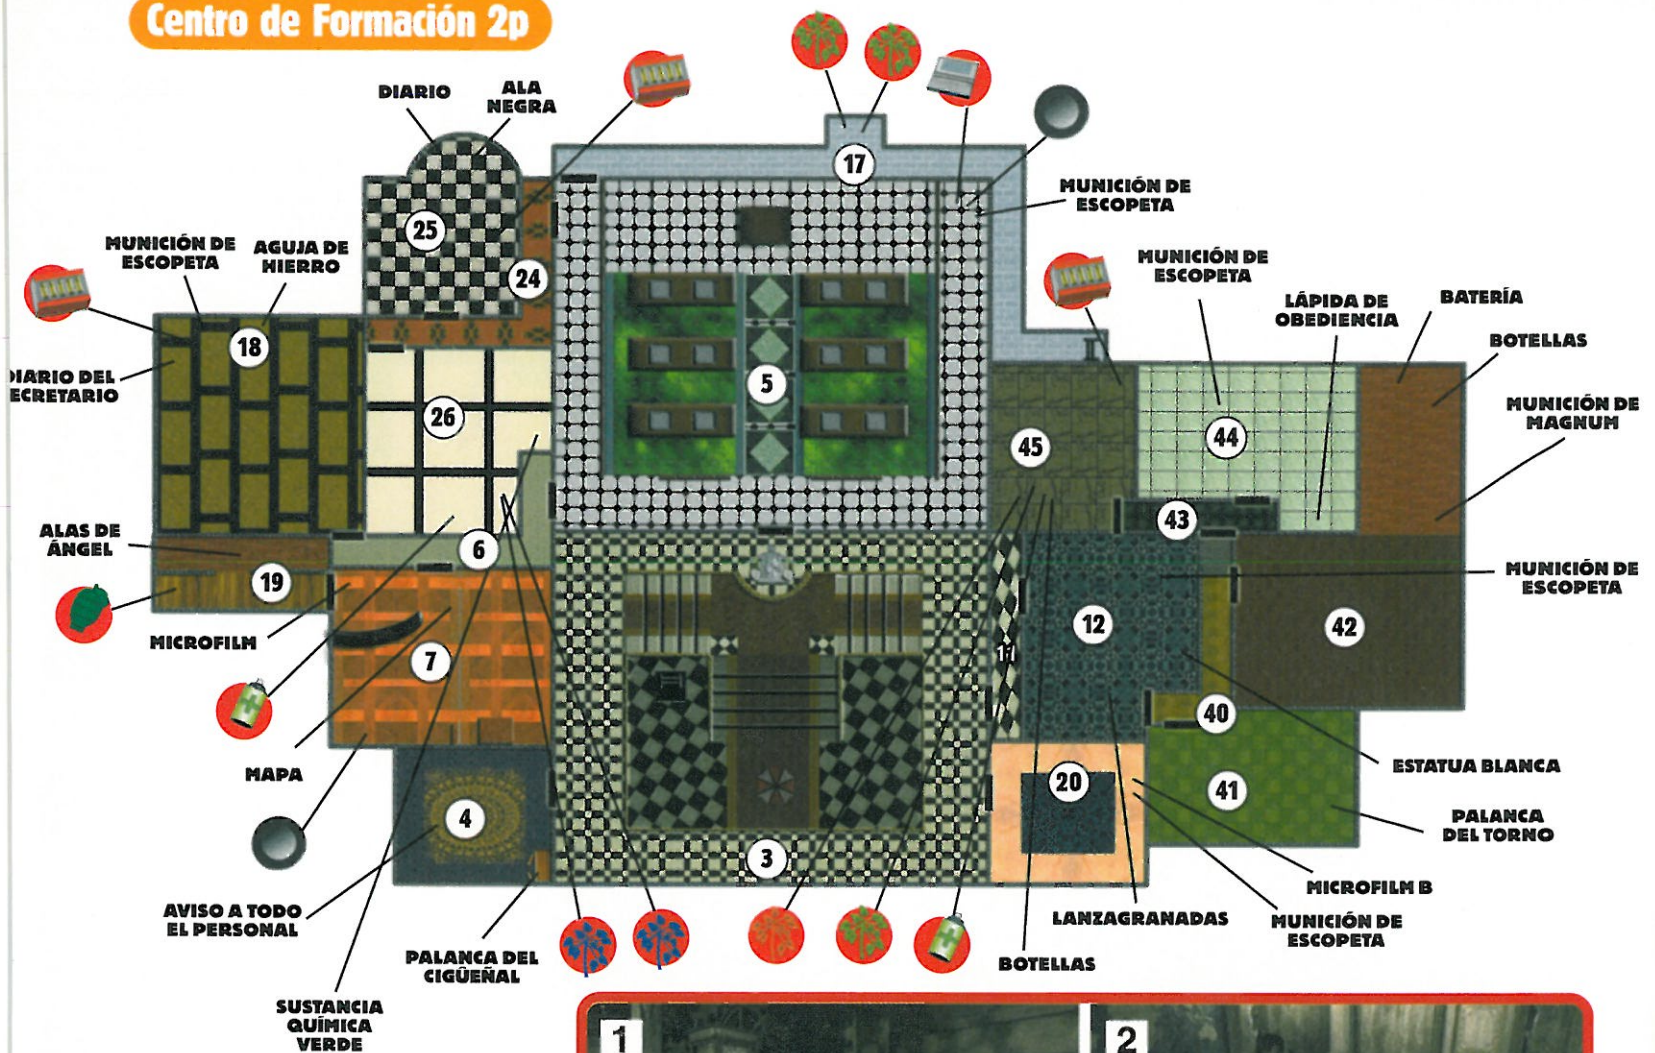 Centro de Formación 2p
DIARIO
ALA
NEGRA
17
MUNICIÓN DE
ESCOPETA
25
MUNICIÓN DE
ESCOPETA
AGUJA DE
HIERRO
24
MUNICIÓN DE
ESCOPETA
LÁPIDA DE
OBEDIENCIA
BATERÍA
BOTELLAS
18
DIARIO DEL
ECRETARIO
5
26
45
44
MUNICIÓN DE
MAGNUM
ALAS DE
ÁNGEL
6
43
19
MUNICIÓN DE
ESCOPETA
MICROFILM
12
42
7
11
40
MAPA
20
41
ESTATUA BLANCA
4
PALANCA
DEL TORNO
3
MICROFILM B
AVISO A TODO
EL PERSONAL
LANZAGRANADAS
MUNICIÓN DE
ESCOPETA
PALANCA DEL
CIGÜEÑAL
BOTELLAS
SUSTANCIA
QUÍMICA
VERDE
1
2